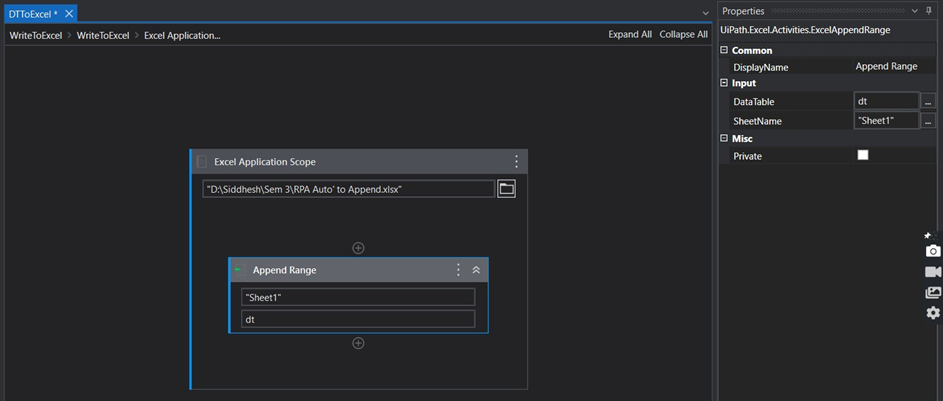 DTToExcel *
WriteToExcel > WriteToExcel > Excel Application...
Expand All Collapse All
Excel Application Scope
"D:\Siddhesh\Sem 3\RPA Auto' to Append.xlsx"
Append Range
"Sheet1"
dt
Properties
UiPath.Excel.Activities.ExcelAppendRange
Common
DisplayName Append Range
Input
DataTable dt ...
SheetName "Sheet1" ...
Misc
Private